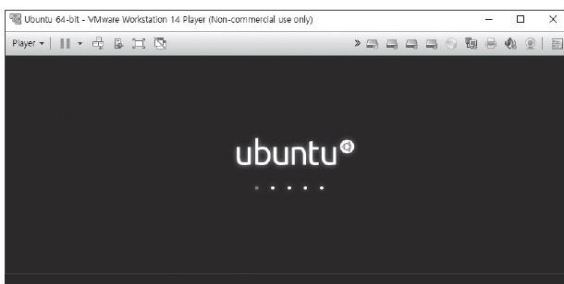 Ubuntu 64-bit - VMware Workstation 14 Player (Non-commercial use only)
Player
ubuntu